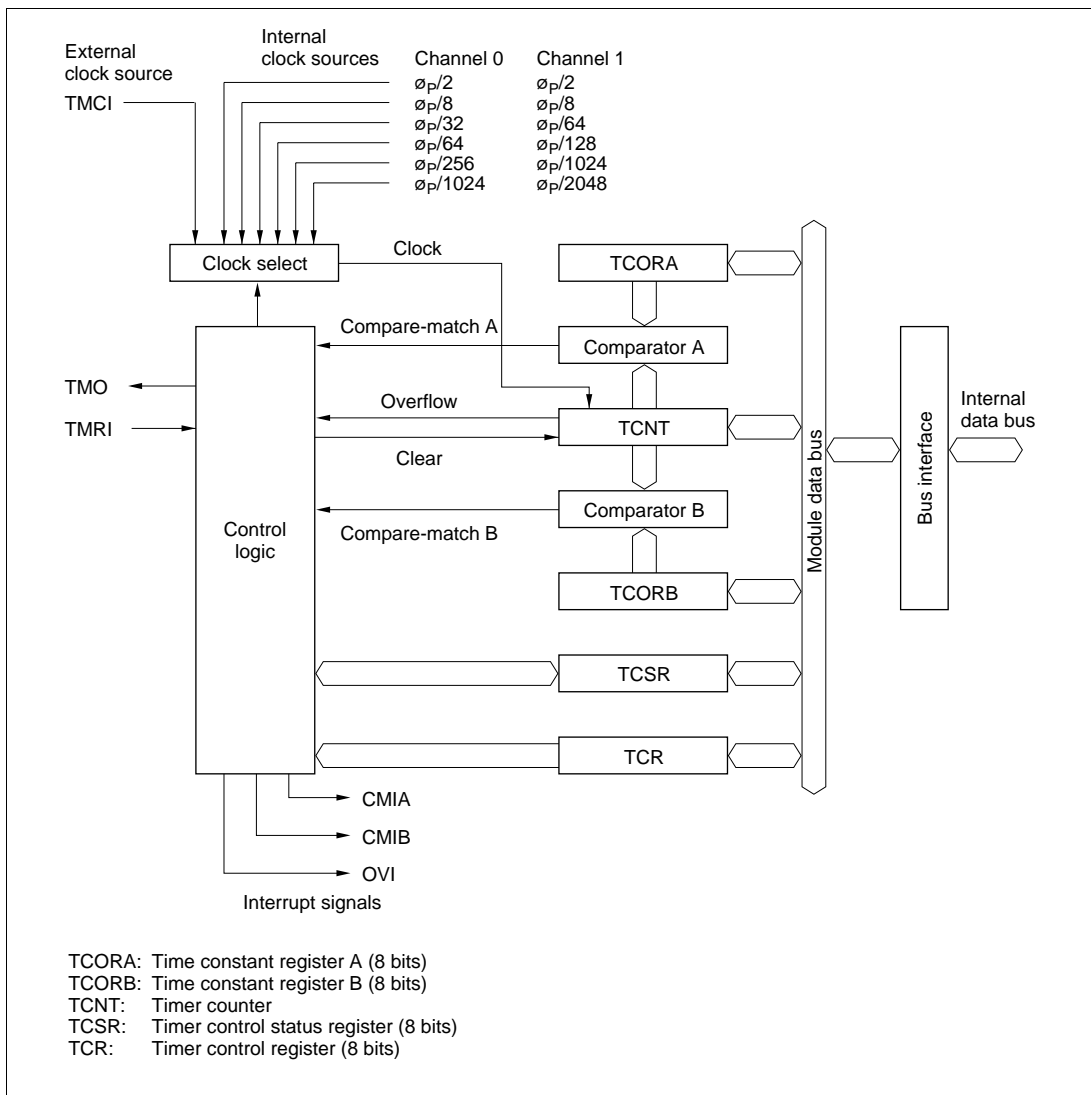 External
clock source
TMCI
Internal
clock sources
Channel 0 Channel 1
øP/2 øP/2
øP/8 øP/8
øP/32 øP/64
øP/64 øP/128
øP/256 øP/1024
øP/1024 øP/2048
Clock select
Clock
TCORA
Compare-match A
Comparator A
TMO
TMRI
Overflow
TCNT
Clear
Internal
data bus
Module data bus
Bus interface
Control
logic
Comparator B
Compare-match B
TCORB
TCSR
TCR
CMIA
CMIB
OVI
Interrupt signals
TCORA: Time constant register A (8 bits)
TCORB: Time constant register B (8 bits)
TCNT: Timer counter
TCSR: Timer control status register (8 bits)
TCR: Timer control register (8 bits)